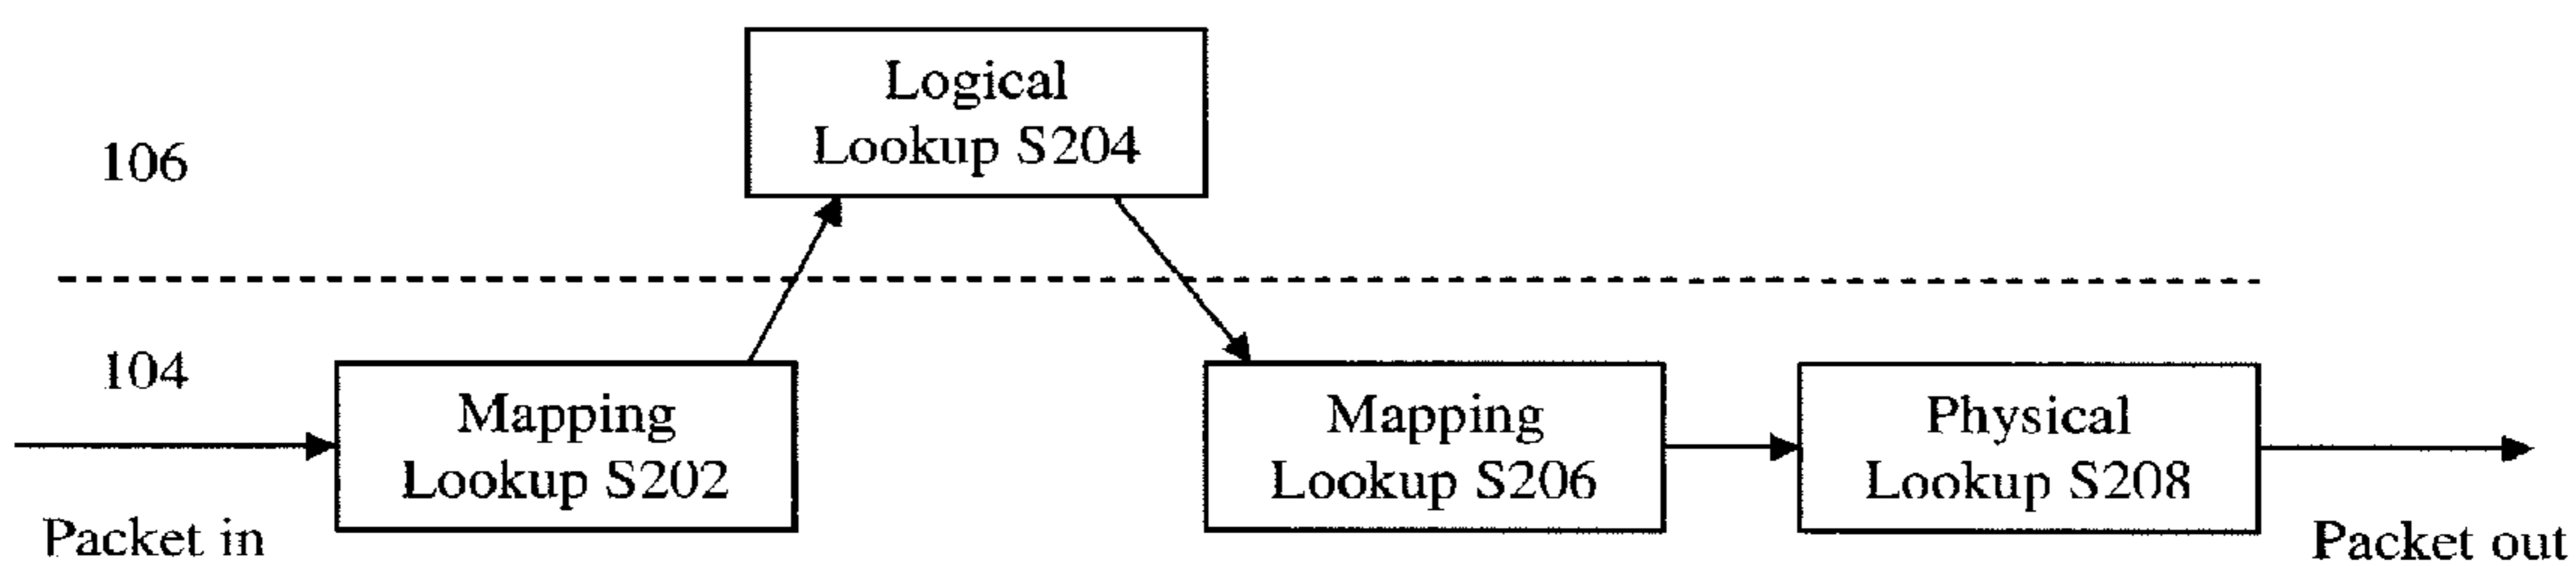 Logical
Lookup S204
106
104
Mapping
Lookup S202
Mapping
Lookup S206
Physical
Lookup S208
Packet in
Packet out